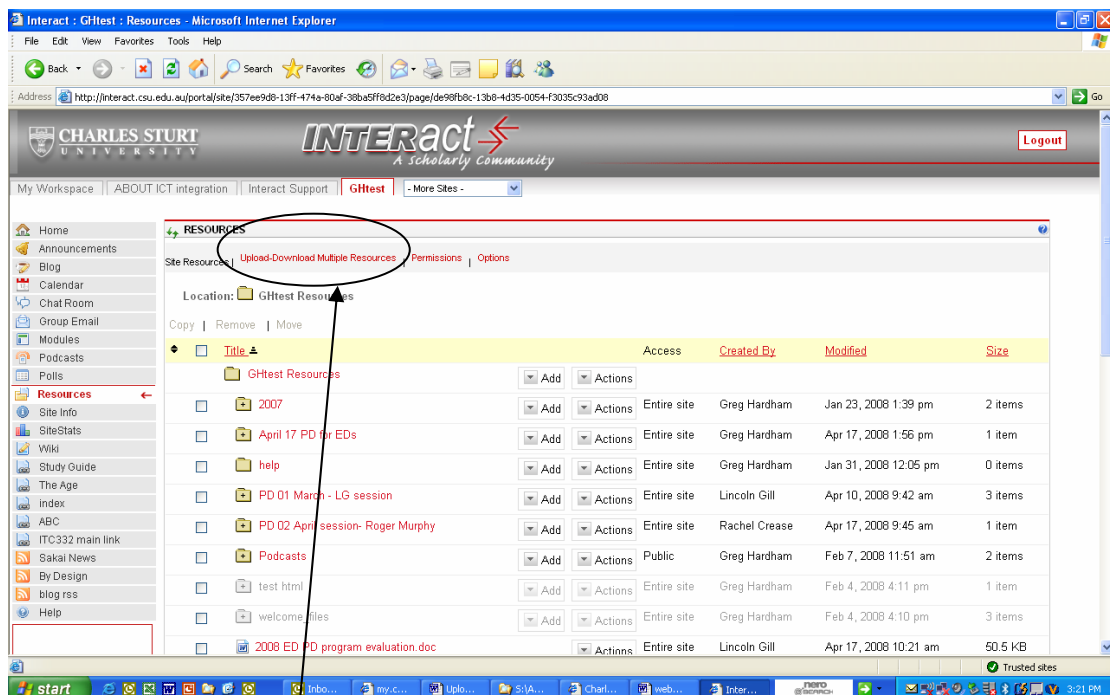 Interact : GHtest : Resources - Microsoft Internet Explorer
File Edit View Favorites Tools Help
Back Search Favorites
Address http://interact.csu.edu.au/portal/site/357ee9d8-13ff-474a-80af-38ba5ff8d2e3/page/de98fb8c-13b8-4d35-0054-f3035c93ad08 Go
CHARLES STURT
UNIVERSITY
INTERact
A scholarly community
Logout
My Workspace ABOUT ICT integration Interact Support GHtest - More Sites -
Home
Announcements
Blog
Calendar
Chat Room
Group Email
Modules
Podcasts
Polls
Resources
Site Info
SiteStats
Wiki
Study Guide
The Age
index
ABC
ITC332 main link
Sakai News
By Design
blog rss
Help
RESOURCES
Site Resources | Upload-Download Multiple Resources | Permissions | Options
Location: GHtest Resources
Copy | Remove | Move
Title Access Created By Modified Size
GHtest Resources Add Actions
2007 Add Actions Entire site Greg Hardham Jan 23, 2008 1:39 pm 2 items
April 17 PD for EDs Add Actions Entire site Greg Hardham Apr 17, 2008 1:56 pm 1 item
help Add Actions Entire site Greg Hardham Jan 31, 2008 12:05 pm 0 items
PD 01 March - LG session Add Actions Entire site Lincoln Gill Apr 10, 2008 9:42 am 3 items
PD 02 April session- Roger Murphy Add Actions Entire site Rachel Crease Apr 17, 2008 9:45 am 1 item
Podcasts Add Actions Public Greg Hardham Feb 7, 2008 11:51 am 2 items
test html Add Actions Entire site Greg Hardham Feb 4, 2008 4:11 pm 1 item
welcome_files Add Actions Entire site Greg Hardham Feb 4, 2008 4:10 pm 3 items
2008 ED PD program evaluation.doc Actions Entire site Lincoln Gill Apr 17, 2008 10:21 am 50.5 KB
Trusted sites
start Inbo... my.c... Uplo... S:\A... Charl... web... Inter... nero SEARCH 3:21 PM